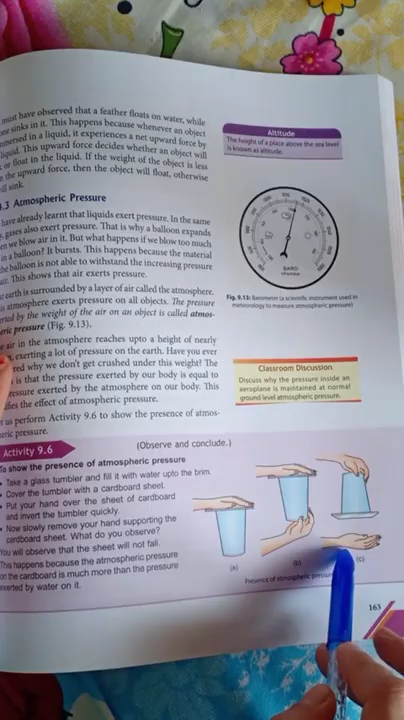 must have observed that a feather floats on water, while
sinks in it. This happens because whenever an object
immersed in a liquid, it experiences a net upward force by
liquid. This upward force decides whether an object will
or float in the liquid. If the weight of the object is less
the upward force, then the object will float, otherwise
sink.
Atmospheric Pressure
have already learnt that liquids exert pressure. In the same
gases also exert pressure. That is why a balloon expands
when we blow air in it. But what happens if we blow too much
in a balloon? It bursts. This happens because the material
the balloon is not able to withstand the increasing pressure
air. This shows that air exerts pressure.
earth is surrounded by a layer of air called the atmosphere.
atmosphere exerts pressure on all objects. The pressure
exerted by the weight of the air on an object is called atmos-
eric pressure (Fig. 9.13).
air in the atmosphere reaches upto a height of nearly
exerting a lot of pressure on the earth. Have you ever
red why we don't get crushed under this weight? The
is that the pressure exerted by our body is equal to
pressure exerted by the atmosphere on our body. This
fies the effect of atmospheric pressure.
us perform Activity 9.6 to show the presence of atmos-
eric pressure.
Altitude
The height of a place above the sea level
is known as altitude.
BARO
Fig. 9.13: Barometer (a scientific instrument used in
meteorology to measure atmospheric pressure)
Classroom Discussion
Discuss why the pressure inside an
aeroplane is maintained at normal
ground level atmospheric pressure.
Activity 9.6
(Observe and conclude.)
To show the presence of atmospheric pressure
• Take a glass tumbler and fill it with water upto the brim.
• Cover the tumbler with a cardboard sheet.
• Put your hand over the sheet of cardboard
and invert the tumbler quickly.
• Now slowly remove your hand supporting the
cardboard sheet. What do you observe?
You will observe that the sheet will not fall.
This happens because the atmospheric pressure
on the cardboard is much more than the pressure
exerted by water on it.
(a)
(b)
(c)
Presence of atmospheric pressure
163